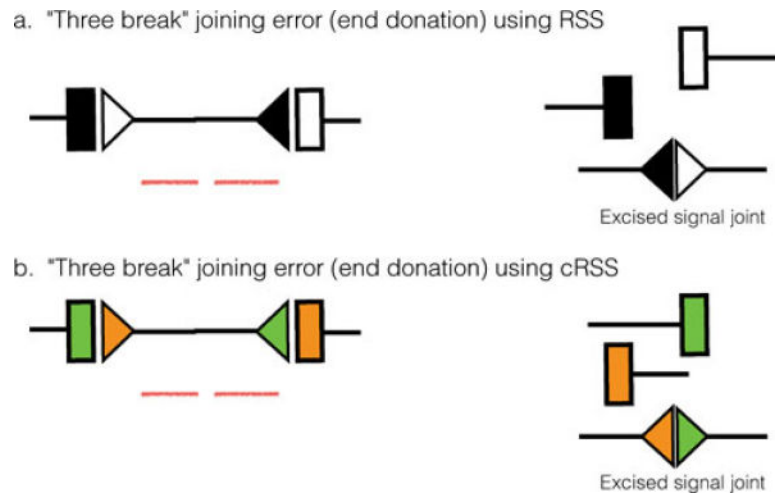 a. "Three break" joining error (end donation) using RSS
Excised signal joint
b. "Three break" joining error (end donation) using cRSS
Excised signal joint